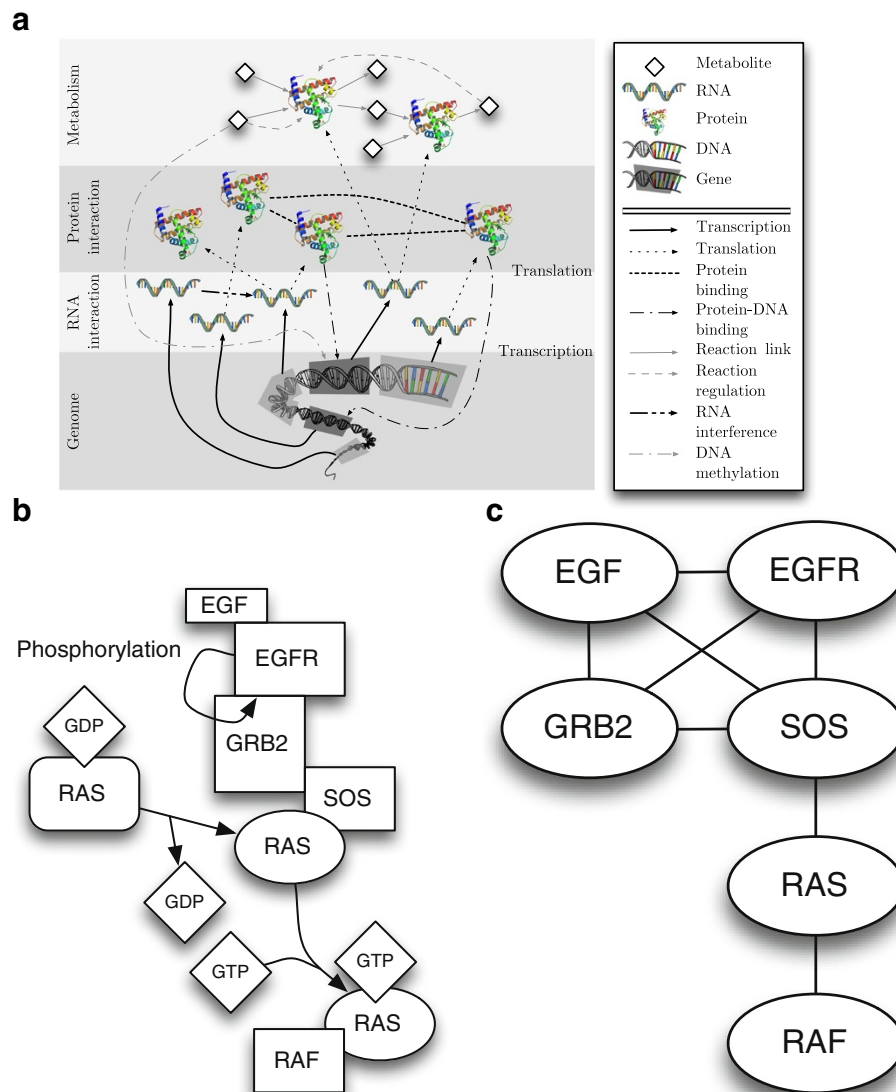 a
Metabolism
Protein
interaction
RNA
interaction
Genome
Translation
Transcription
Metabolite
RNA
Protein
DNA
Gene
Transcription
Translation
Protein
binding
Protein-DNA
binding
Reaction link
Reaction
regulation
RNA
interference
DNA
methylation
b
EGF
Phosphorylation
EGFR
GDP
GRB2
RAS
SOS
RAS
GDP
GTP
GTP
RAS
RAF
c
EGF
EGFR
GRB2
SOS
RAS
RAF